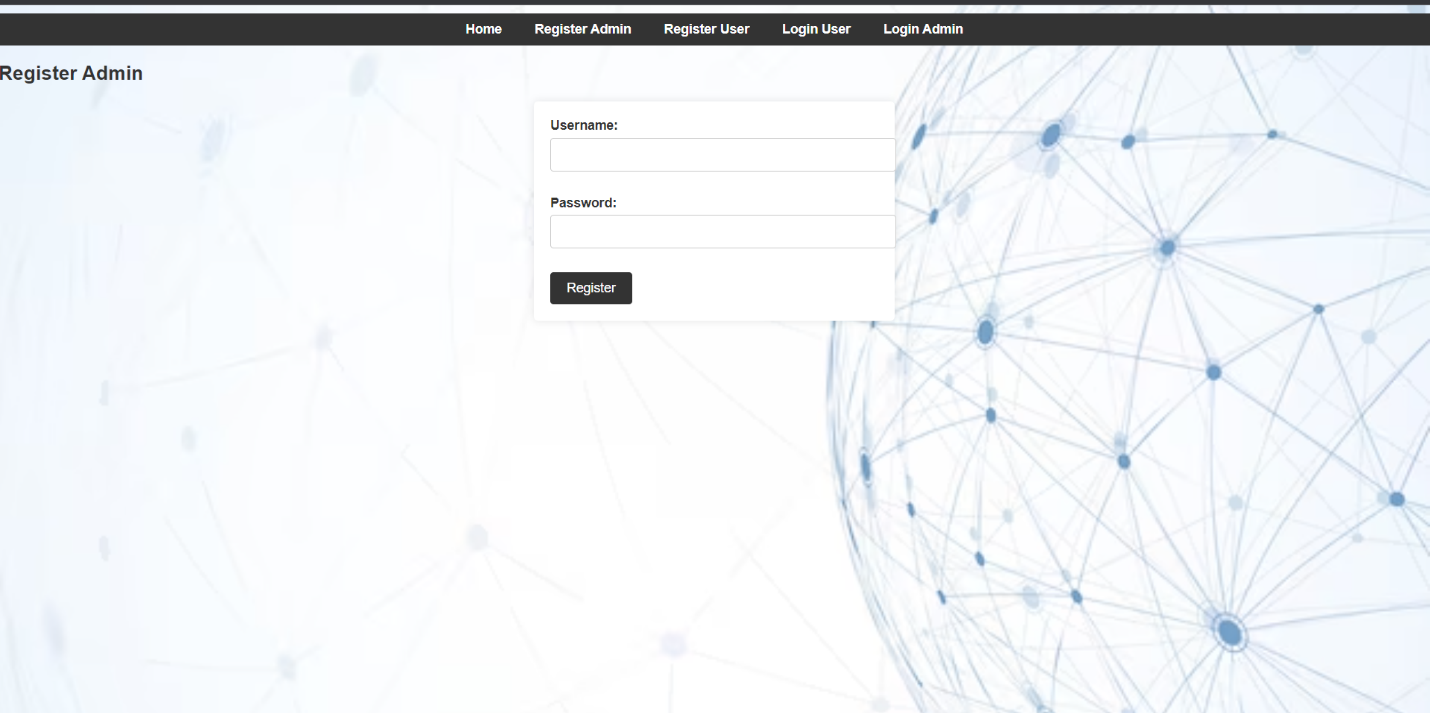 Home Register Admin Register User Login User Login Admin
Register Admin
Username:
Password:
Register